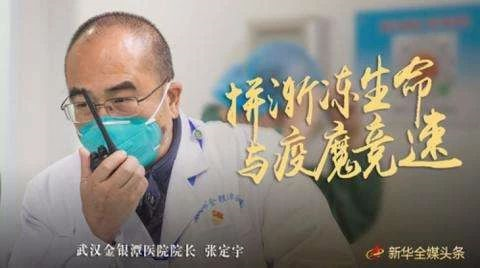 拼渐冻生命
与疫魔竞速
武汉金银潭医院院长 张定宇
新华全媒头条